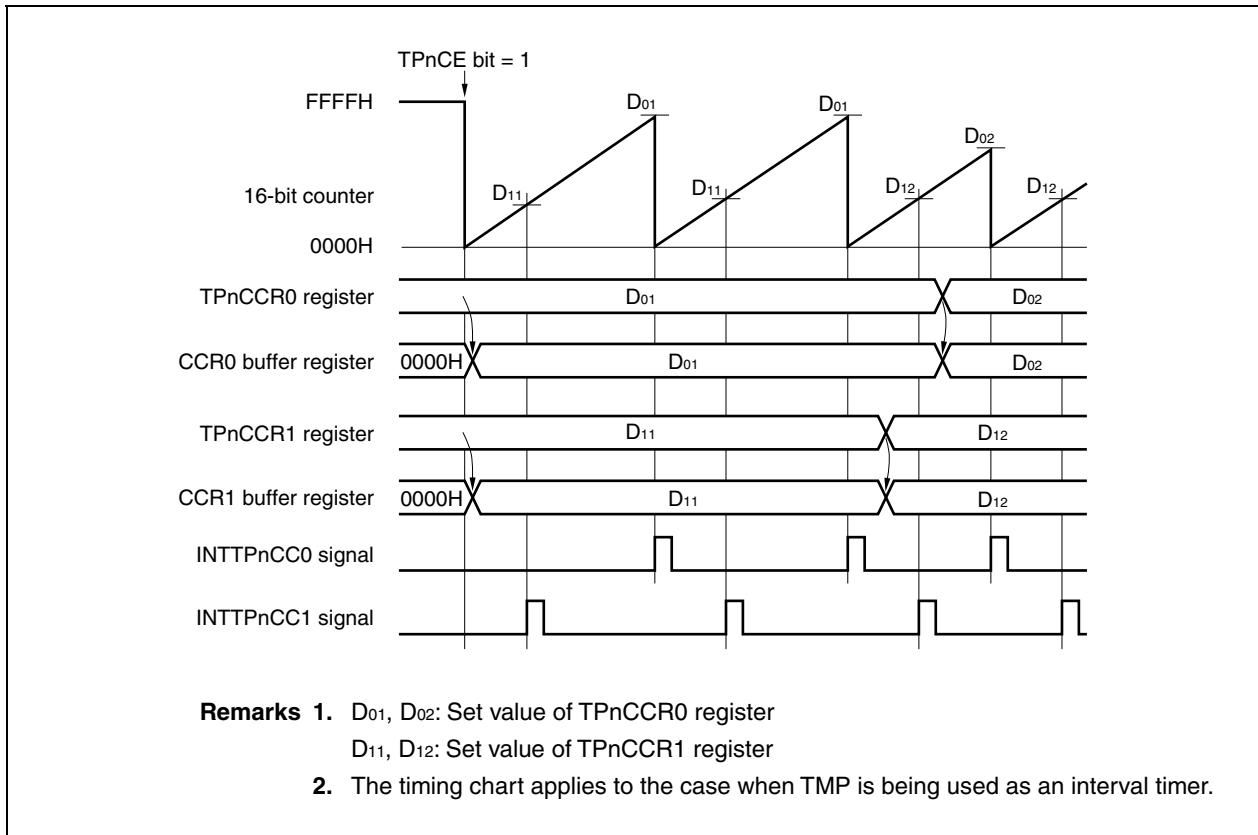 TPnCE bit = 1
FFFFH
D01
D01
D02
16-bit counter
D11
D11
D12
D12
0000H
TPnCCR0 register
D01
D02
CCR0 buffer register
0000H
D01
D02
TPnCCR1 register
D11
D12
CCR1 buffer register
0000H
D11
D12
INTTPnCC0 signal
INTTPnCC1 signal
Remarks 1. D01, D02: Set value of TPnCCR0 register
D11, D12: Set value of TPnCCR1 register
2. The timing chart applies to the case when TMP is being used as an interval timer.